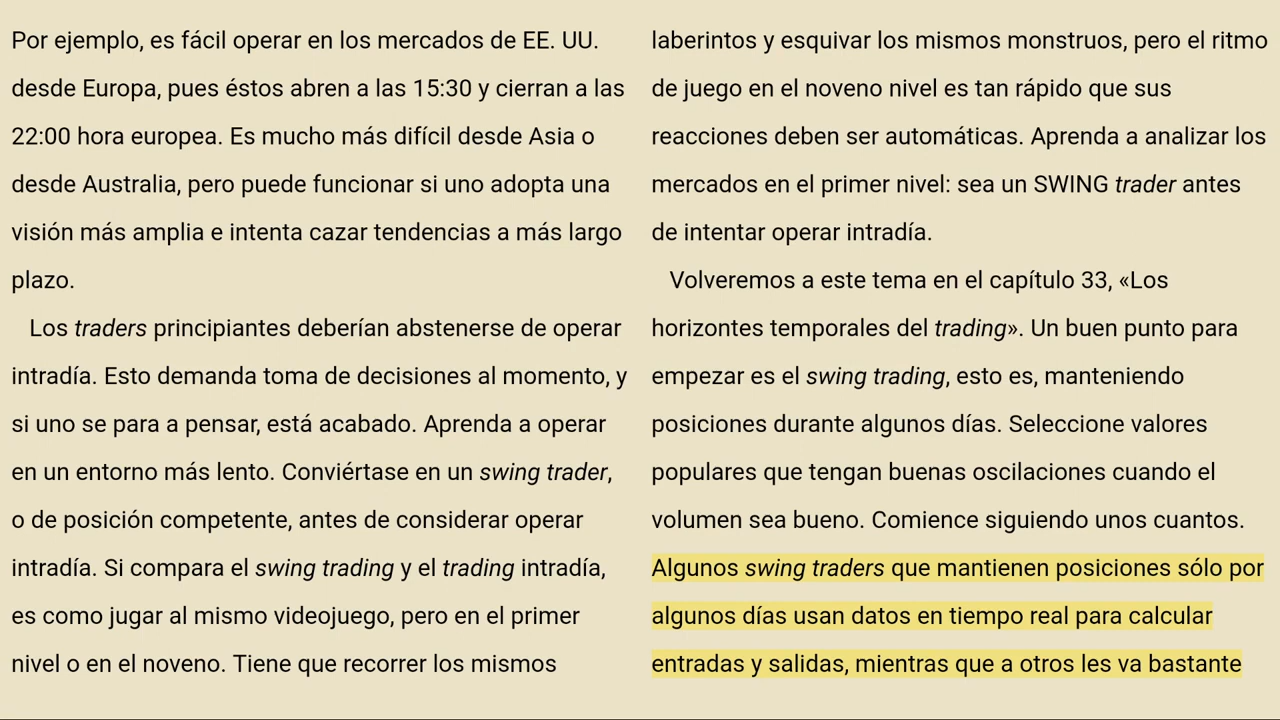 Por ejemplo, es fácil operar en los mercados de EE. UU.
desde Europa, pues éstos abren a las 15:30 y cierran a las
22:00 hora europea. Es mucho más difícil desde Asia o
desde Australia, pero puede funcionar si uno adopta una
visión más amplia e intenta cazar tendencias a más largo
plazo.
Los traders principiantes deberían abstenerse de operar
intradía. Esto demanda toma de decisiones al momento, y
si uno se para a pensar, está acabado. Aprenda a operar
en un entorno más lento. Conviértase en un swing trader,
o de posición competente, antes de considerar operar
intradía. Si compara el swing trading y el trading intradía,
es como jugar al mismo videojuego, pero en el primer
nivel o en el noveno. Tiene que recorrer los mismos
laberintos y esquivar los mismos monstruos, pero el ritmo
de juego en el noveno nivel es tan rápido que sus
reacciones deben ser automáticas. Aprenda a analizar los
mercados en el primer nivel: sea un SWING trader antes
de intentar operar intradía.
Volveremos a este tema en el capítulo 33, «Los
horizontes temporales del trading». Un buen punto para
empezar es el swing trading, esto es, manteniendo
posiciones durante algunos días. Seleccione valores
populares que tengan buenas oscilaciones cuando el
volumen sea bueno. Comience siguiendo unos cuantos.
Algunos swing traders que mantienen posiciones sólo por
algunos días usan datos en tiempo real para calcular
entradas y salidas, mientras que a otros les va bastante